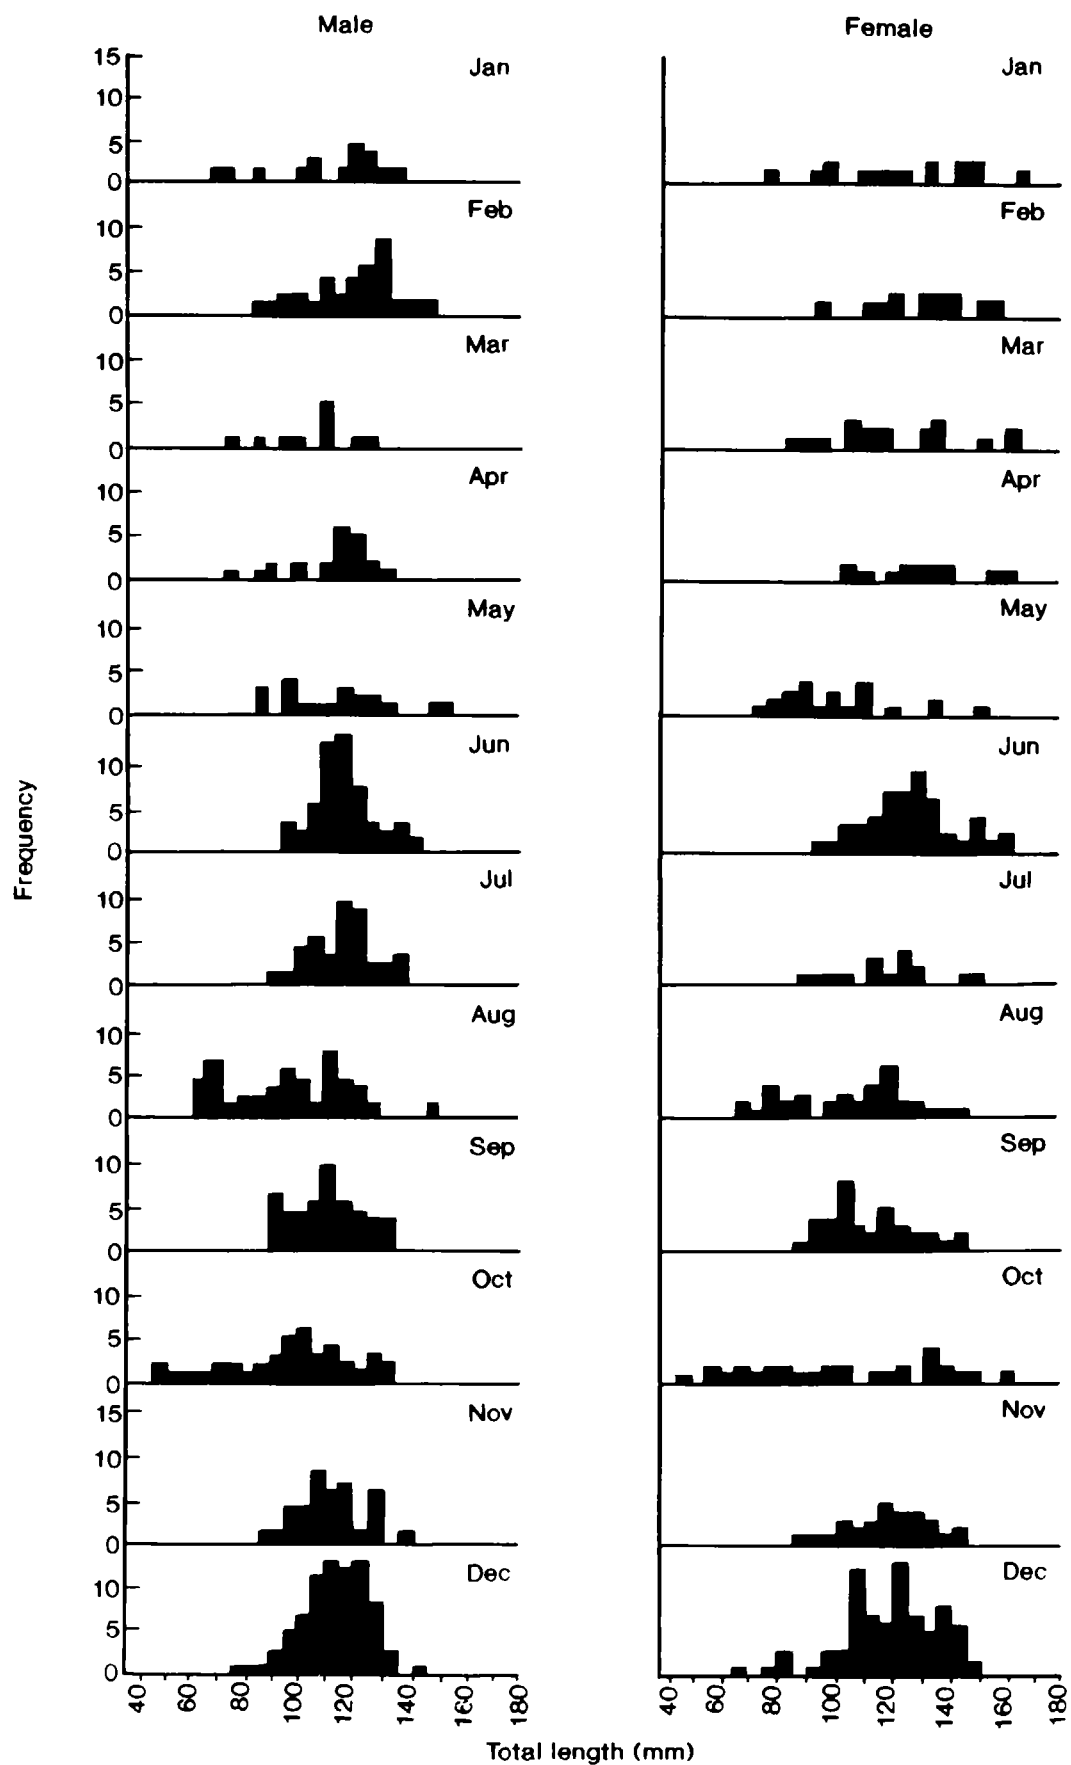 Male Female
15 Jan Jan
10
5
0
Feb Feb
10
5
0
Mar Mar
10
5
0
Apr Apr
10
5
0
May May
10
5
0
Jun Jun
10
5
0
Jul Jul
10
5
0
Aug Aug
10
5
0
Sep Sep
10
5
0
Oct Oct
10
5
0
Nov Nov
15
10
5
0
Dec Dec
10
5
0
Frequency
40 60 80 100 120 140 160 180 40 60 80 100 120 140 160 180
Total length (mm)